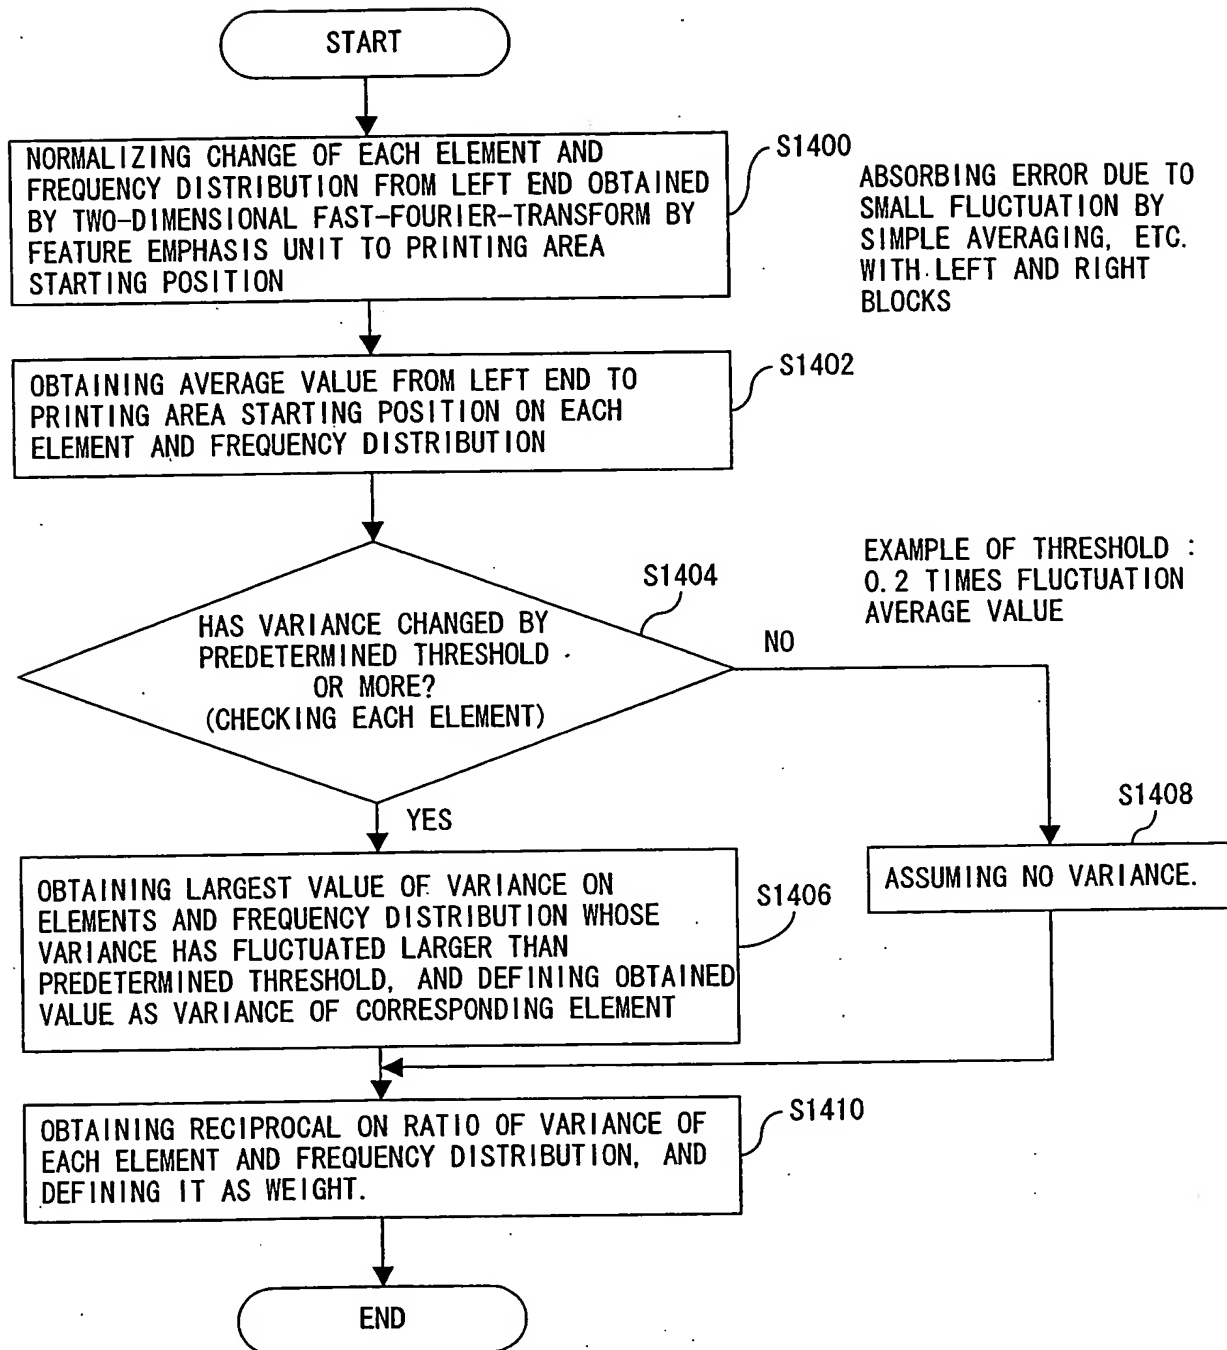 START
NORMALIZING CHANGE OF EACH ELEMENT AND
FREQUENCY DISTRIBUTION FROM LEFT END OBTAINED
BY TWO-DIMENSIONAL FAST-FOURIER-TRANSFORM BY
FEATURE EMPHASIS UNIT TO PRINTING AREA
STARTING POSITION
S1400
ABSORBING ERROR DUE TO
SMALL FLUCTUATION BY
SIMPLE AVERAGING, ETC.
WITH LEFT AND RIGHT
BLOCKS
OBTAINING AVERAGE VALUE FROM LEFT END TO
PRINTING AREA STARTING POSITION ON EACH
ELEMENT AND FREQUENCY DISTRIBUTION
S1402
HAS VARIANCE CHANGED BY
PREDETERMINED THRESHOLD
OR MORE?
(CHECKING EACH ELEMENT)
S1404
EXAMPLE OF THRESHOLD :
0.2 TIMES FLUCTUATION
AVERAGE VALUE
NO
YES
S1408
ASSUMING NO VARIANCE.
OBTAINING LARGEST VALUE OF VARIANCE ON
ELEMENTS AND FREQUENCY DISTRIBUTION WHOSE
VARIANCE HAS FLUCTUATED LARGER THAN
PREDETERMINED THRESHOLD, AND DEFINING OBTAINED
VALUE AS VARIANCE OF CORRESPONDING ELEMENT
S1406
OBTAINING RECIPROCAL ON RATIO OF VARIANCE OF
EACH ELEMENT AND FREQUENCY DISTRIBUTION, AND
DEFINING IT AS WEIGHT.
S1410
END